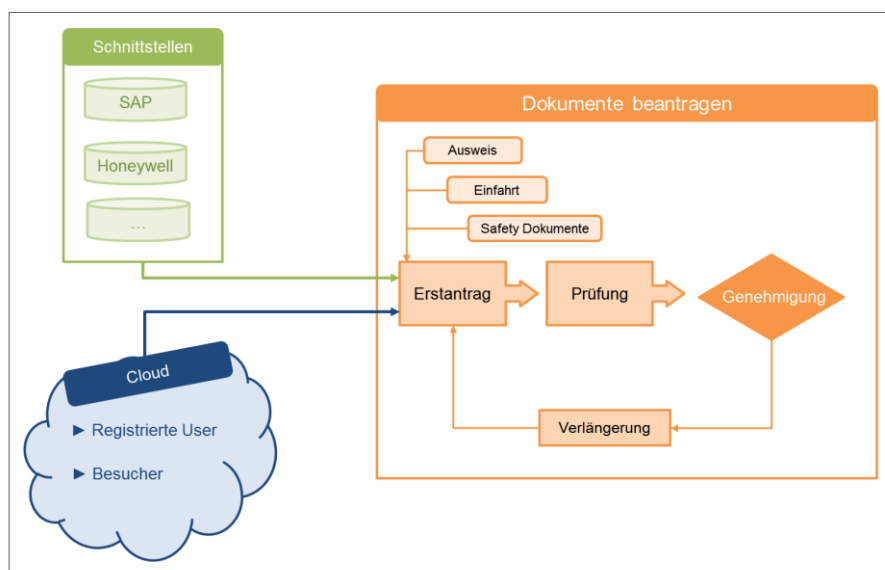 Schnittstellen
SAP
Honeywell
...
Dokumente beantragen
Ausweis
Einfahrt
Safety Dokumente
Erstantrag
Prüfung
Genehmigung
Verlängerung
Cloud
► Registrierte User
► Besucher